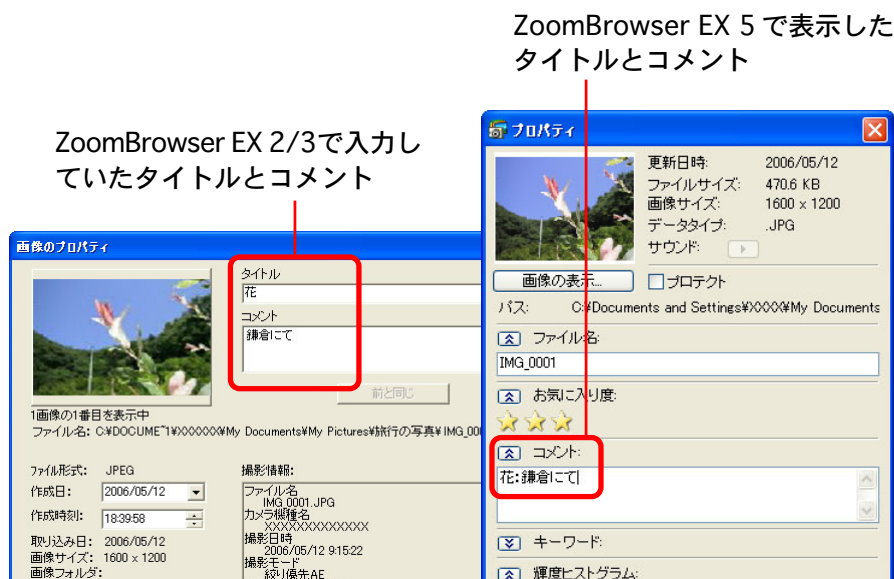 ZoomBrowser EX 5 で表示した
タイトルとコメント
ZoomBrowser EX 2/3で入力し
ていたタイトルとコメント
画像のプロパティ
タイトル
花
コメント
鎌倉にて
前と同じ
1画像の1番目を表示中
ファイル名: C:¥DOCUME~1¥XXXXXX¥My Documents¥My Pictures¥旅行の写真¥IMG_00
ファイル形式: JPEG
作成日: 2006/05/12
作成時刻: 18:39:58
取り込み日: 2006/05/12
画像サイズ: 1600 x 1200
画像フォルダ:
撮影情報:
ファイル名
IMG_0001.JPG
カメラ機種名
XXXXXXXXXXXXXX
撮影日時
2006/05/12 9:15:22
撮影モード
絞り優先AE
プロパティ
更新日時: 2006/05/12
ファイルサイズ: 470.6 KB
画像サイズ: 1600 x 1200
データタイプ: .JPG
サウンド:
画像の表示...
プロテクト
パス: C:¥Documents and Settings¥XXXX¥My Documents
ファイル名:
IMG_0001
お気に入り度:
コメント:
花:鎌倉にて
キーワード:
輝度ヒストグラム: